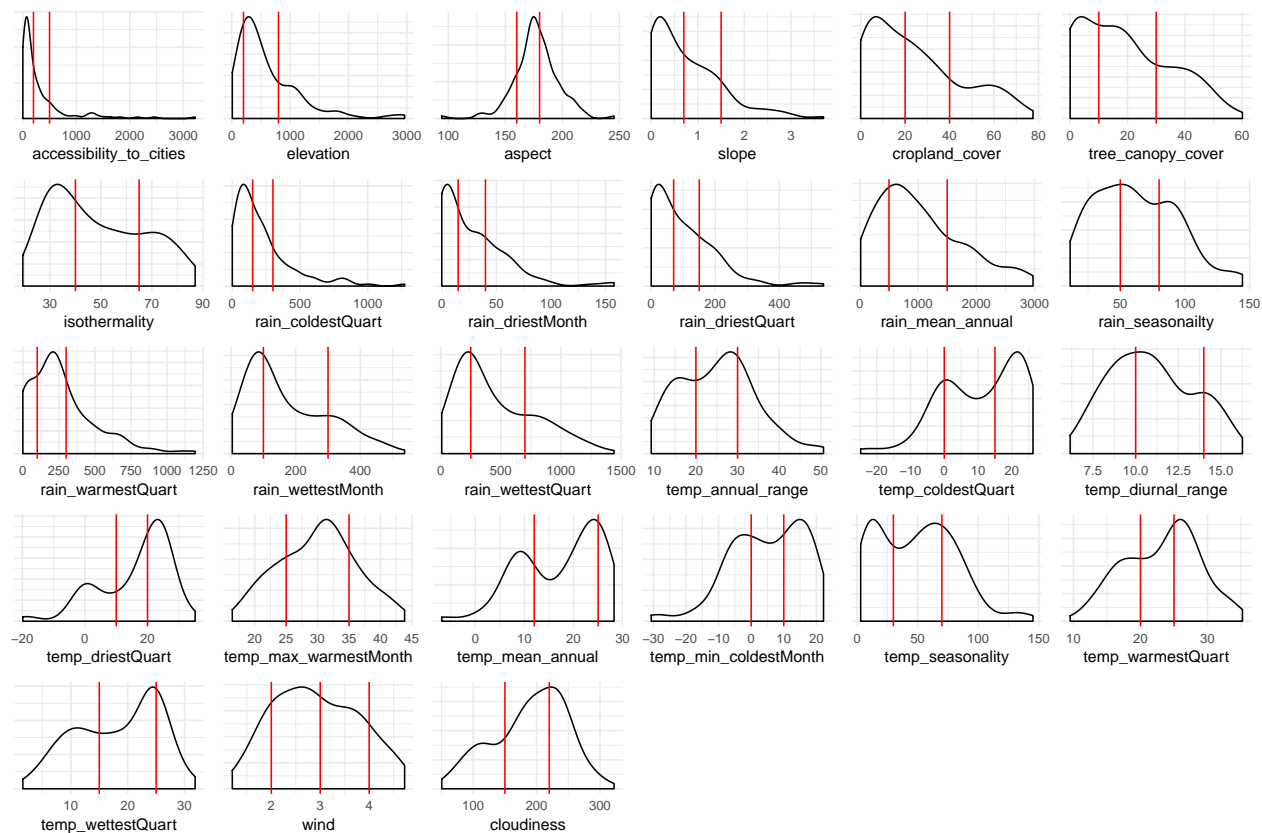 0 1000 2000 3000
accessibility_to_cities
0 1000 2000 3000
elevation
100 150 200 250
aspect
0 1 2 3
slope
0 20 40 60 80
cropland_cover
0 20 40 60
tree_canopy_cover
30 50 70 90
isothermality
0 500 1000
rain_coldestQuart
0 50 100 150
rain_driestMonth
0 200 400
rain_driestQuart
0 1000 2000 3000
rain_mean_annual
50 100 150
rain_seasonailty
0 250 500 750 1000 1250
rain_warmestQuart
0 200 400
rain_wettestMonth
0 500 1000 1500
rain_wettestQuart
10 20 30 40 50
temp_annual_range
−20 −10 0 10 20
temp_coldestQuart
7.5 10.0 12.5 15.0
temp_diurnal_range
−20 0 20
temp_driestQuart
20 25 30 35 40 45
temp_max_warmestMonth
0 10 20 30
temp_mean_annual
−30 −20 −10 0 10 20
temp_min_coldestMonth
0 50 100 150
temp_seasonality
10 20 30
temp_warmestQuart
10 20 30
temp_wettestQuart
2 3 4
wind
100 200 300
cloudiness